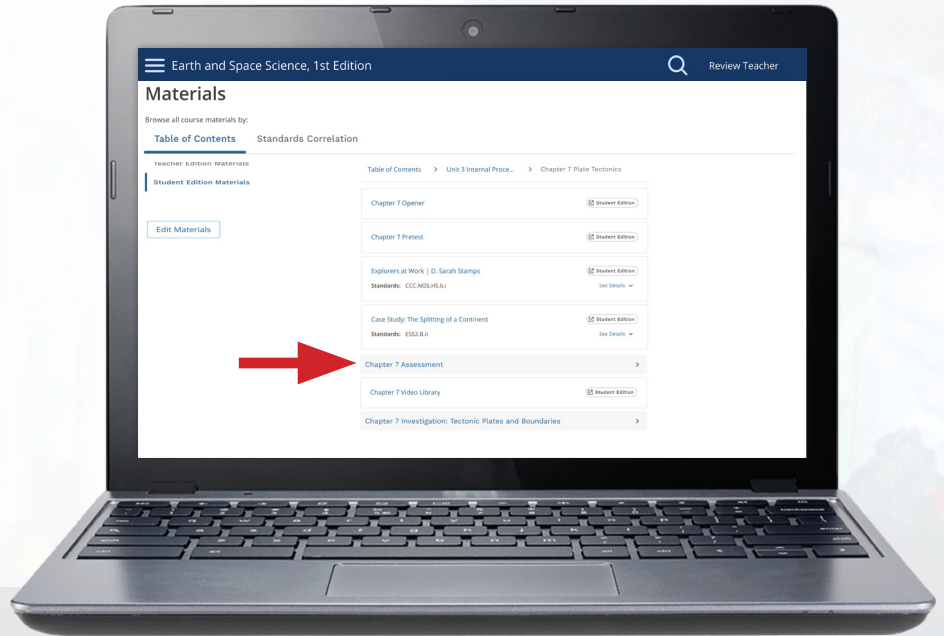 Earth and Space Science, 1st Edition
Review Teacher
Materials
Browse all course materials by:
Table of Contents
Standards Correlation
Teacher Edition Materials
Student Edition Materials
Edit Materials
Table of Contents > Unit 3 Internal Proce... > Chapter 7 Plate Tectonics
Chapter 7 Opener
Student Edition
Chapter 7 Pretest
Student Edition
Explorers at Work | D. Sarah Stamps
Student Edition
Standards: CCC.NOS.HS.b.i
See Details
Case Study: The Splitting of a Continent
Student Edition
Standards: ESS2.B.ii
See Details
Chapter 7 Assessment >
Chapter 7 Video Library
Student Edition
Chapter 7 Investigation: Tectonic Plates and Boundaries >